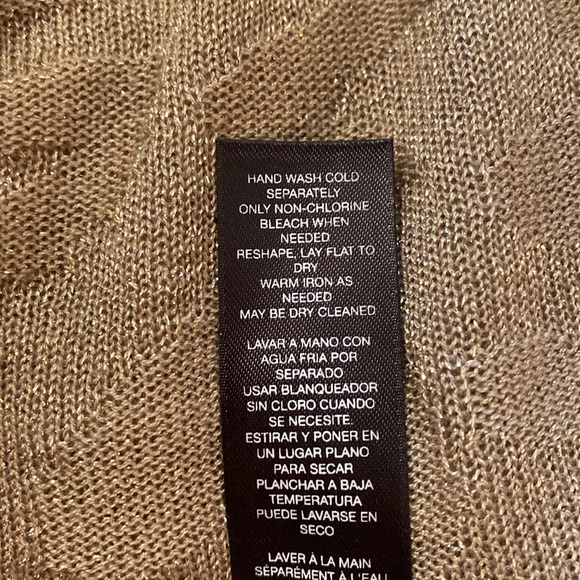 HAND WASH COLD
SEPARATELY
ONLY NON-CHLORINE
BLEACH WHEN
NEEDED
RESHAPE, LAY FLAT TO
DRY
WARM IRON AS
NEEDED
MAY BE DRY CLEANED
LAVAR A MANO CON
AGUA FRIA POR
SEPARADO
USAR BLANQUEADOR
SIN CLORO CUANDO
SE NECESITE.
ESTIRAR Y PONER EN
UN LUGAR PLANO
PARA SECAR
PLANCHAR A BAJA
TEMPERATURA
PUEDE LAVARSE EN
SECO
LAVER À LA MAIN
SÉPARÉMENT À L'EAU